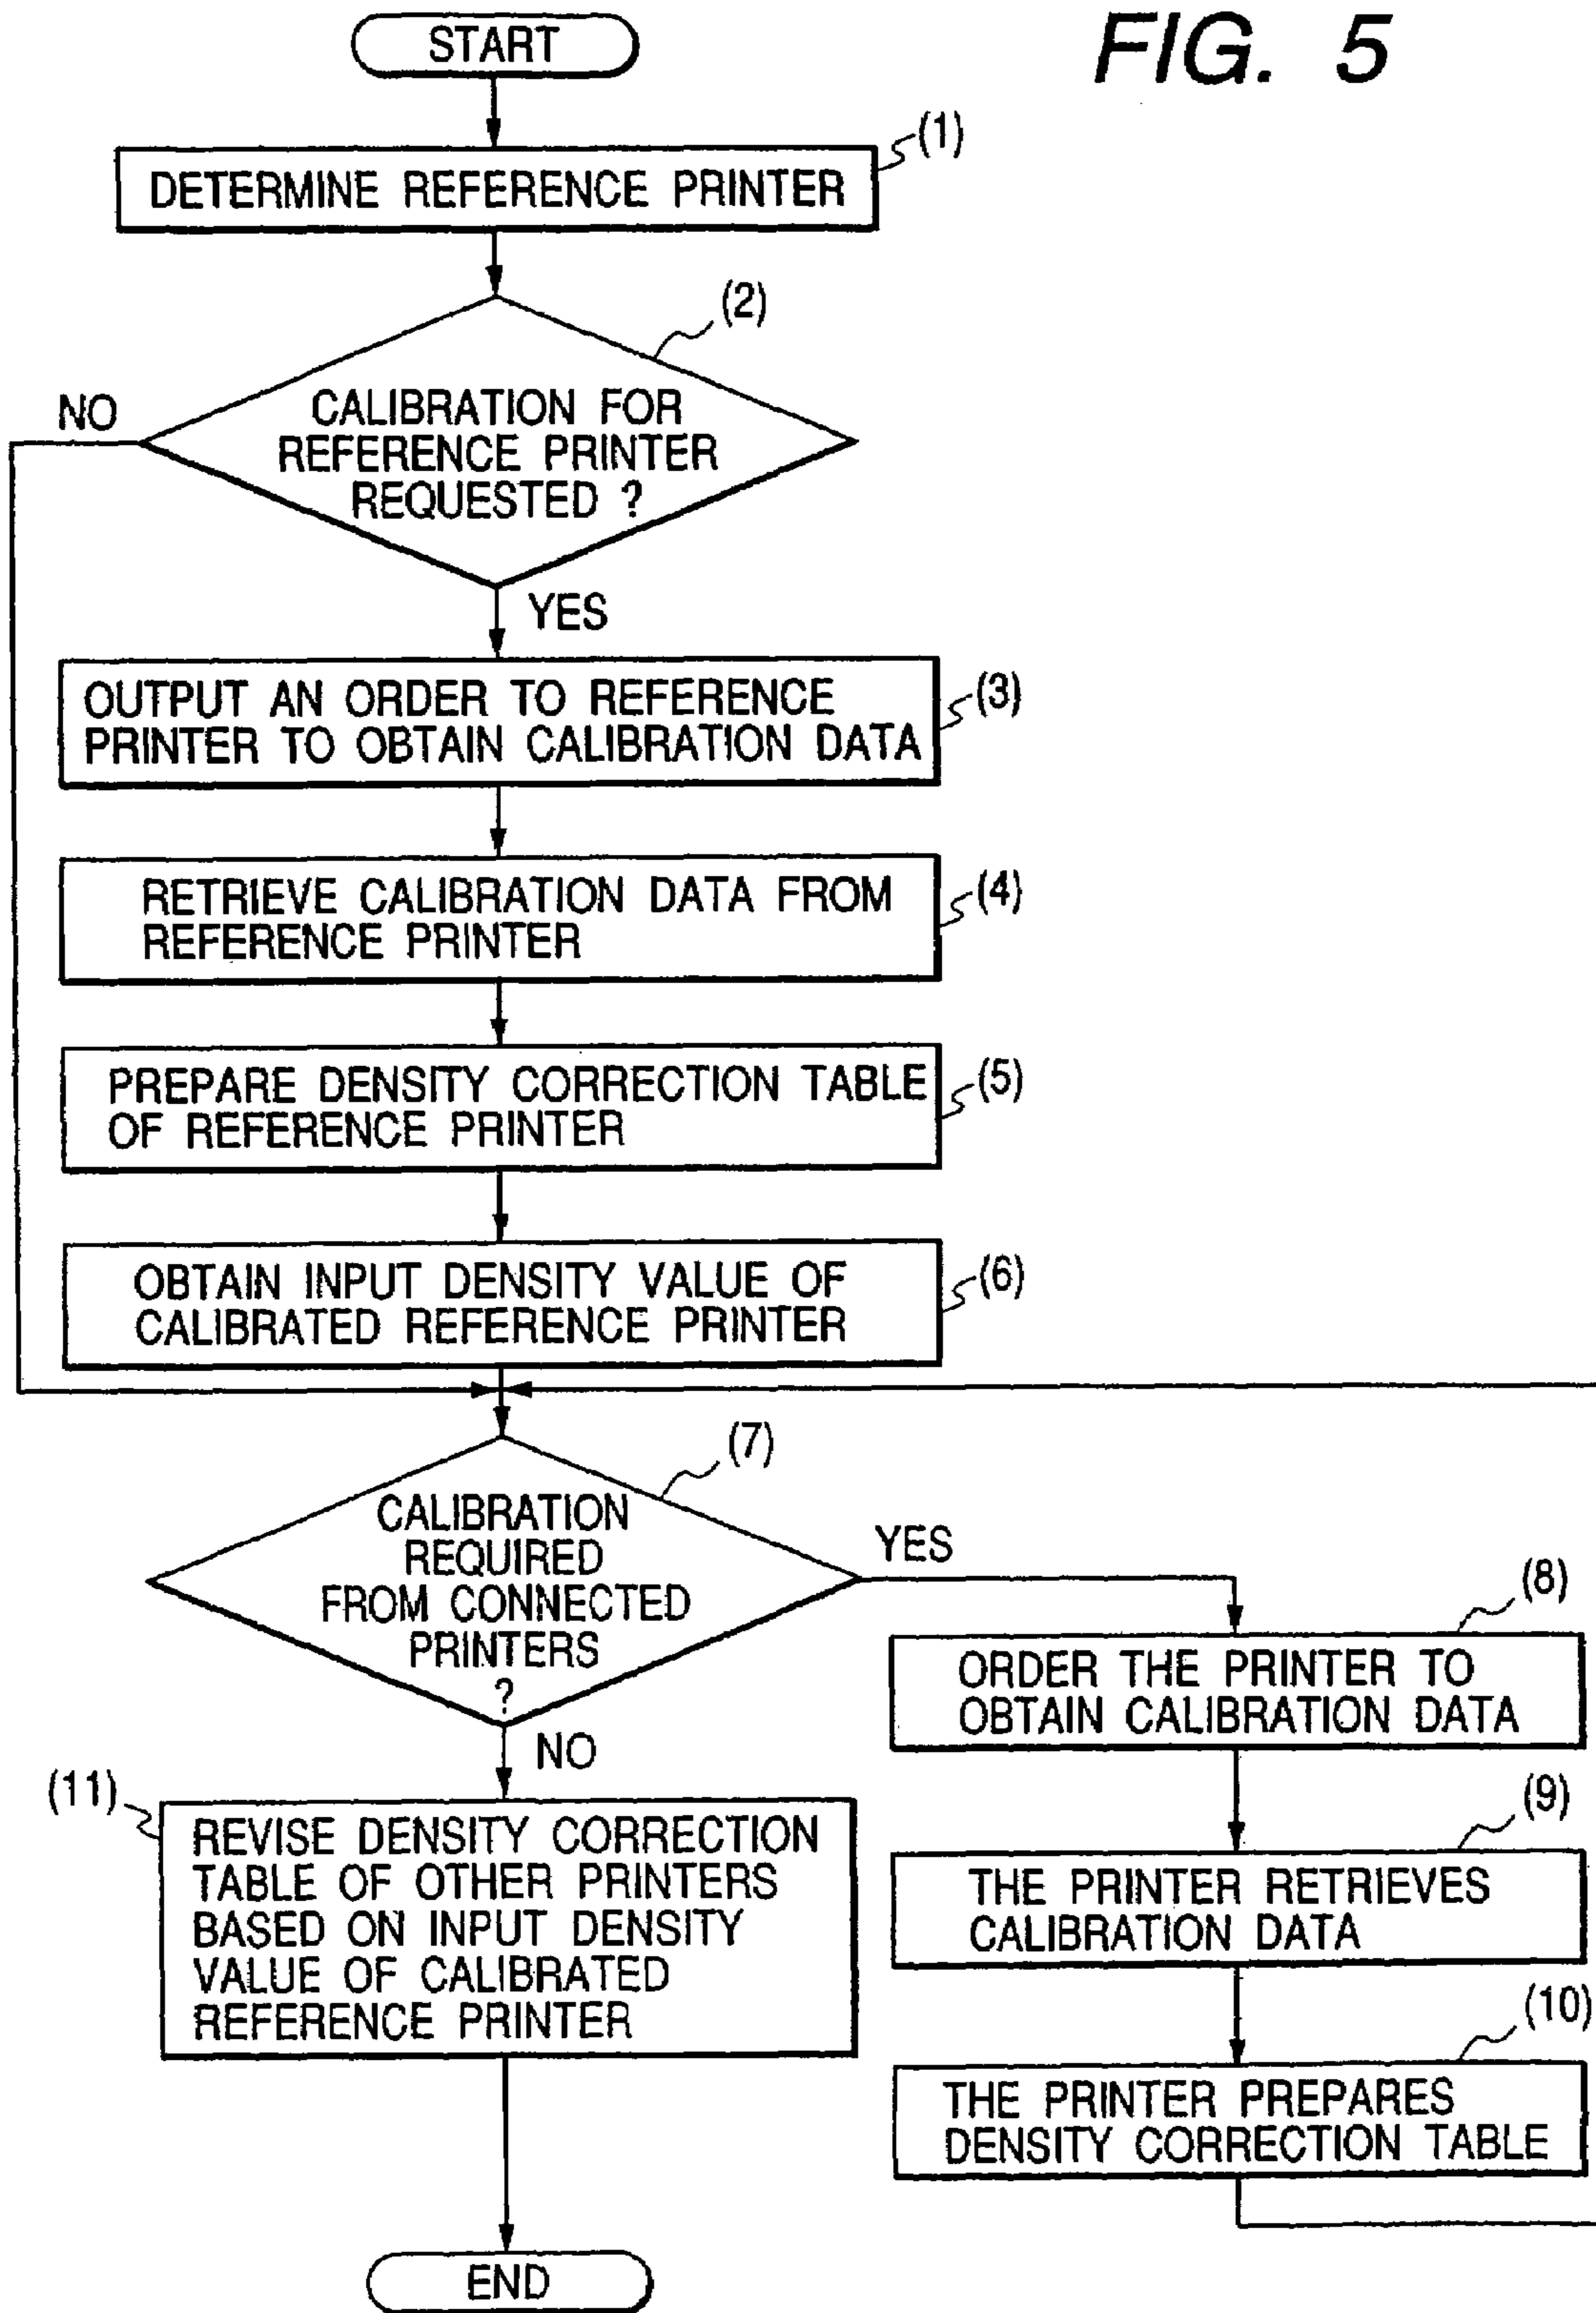 FIG. 5
START
(1)
DETERMINE REFERENCE PRINTER
(2)
NO
CALIBRATION FOR
REFERENCE PRINTER
REQUESTED ?
YES
(3)
OUTPUT AN ORDER TO REFERENCE
PRINTER TO OBTAIN CALIBRATION DATA
(4)
RETRIEVE CALIBRATION DATA FROM
REFERENCE PRINTER
(5)
PREPARE DENSITY CORRECTION TABLE
OF REFERENCE PRINTER
(6)
OBTAIN INPUT DENSITY VALUE OF
CALIBRATED REFERENCE PRINTER
(7)
CALIBRATION
REQUIRED
FROM CONNECTED
PRINTERS
?
YES
NO
(8)
ORDER THE PRINTER TO
OBTAIN CALIBRATION DATA
(9)
THE PRINTER RETRIEVES
CALIBRATION DATA
(10)
THE PRINTER PREPARES
DENSITY CORRECTION TABLE
(11)
REVISE DENSITY CORRECTION
TABLE OF OTHER PRINTERS
BASED ON INPUT DENSITY
VALUE OF CALIBRATED
REFERENCE PRINTER
END